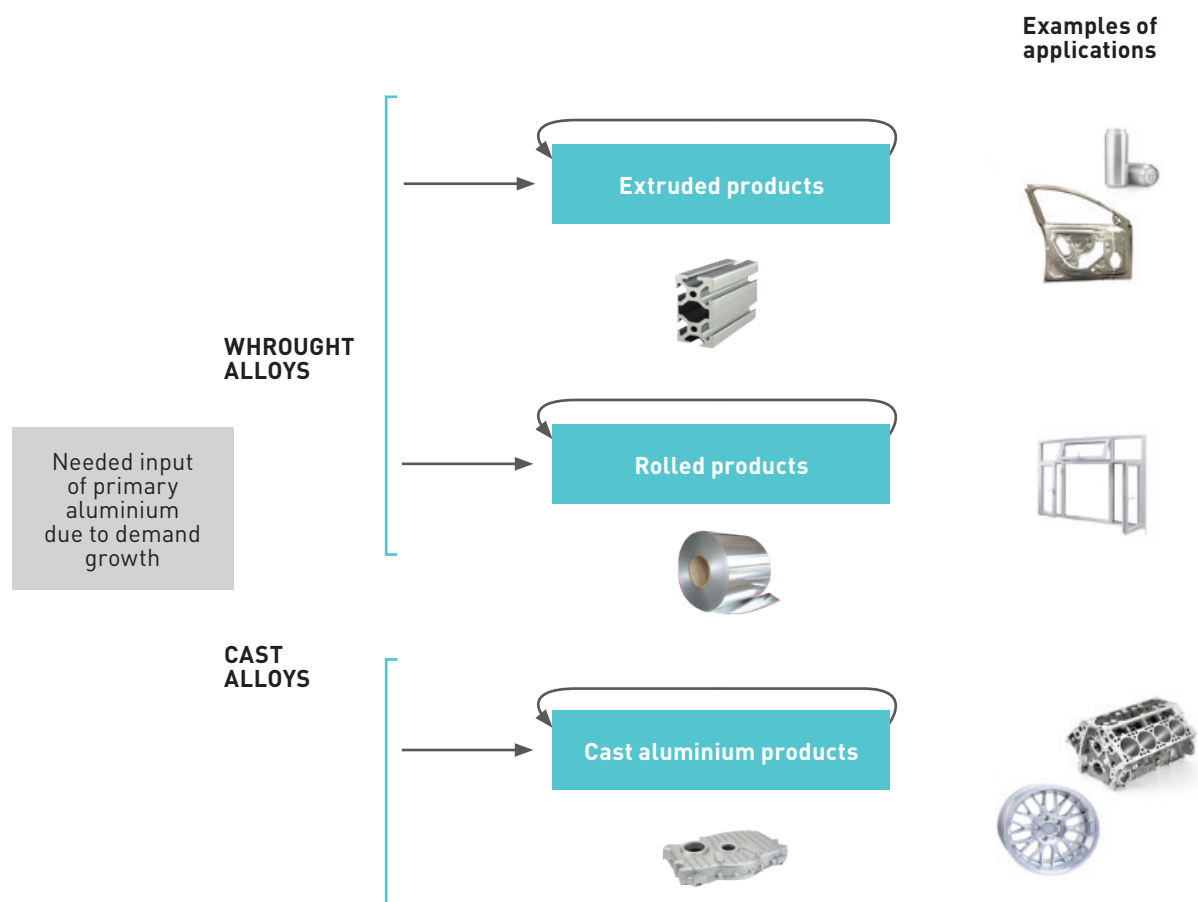 Examples of
applications
Extruded products
WHROUGHT
ALLOYS
Rolled products
Needed input
of primary
aluminium
due to demand
growth
CAST
ALLOYS
Cast aluminium products